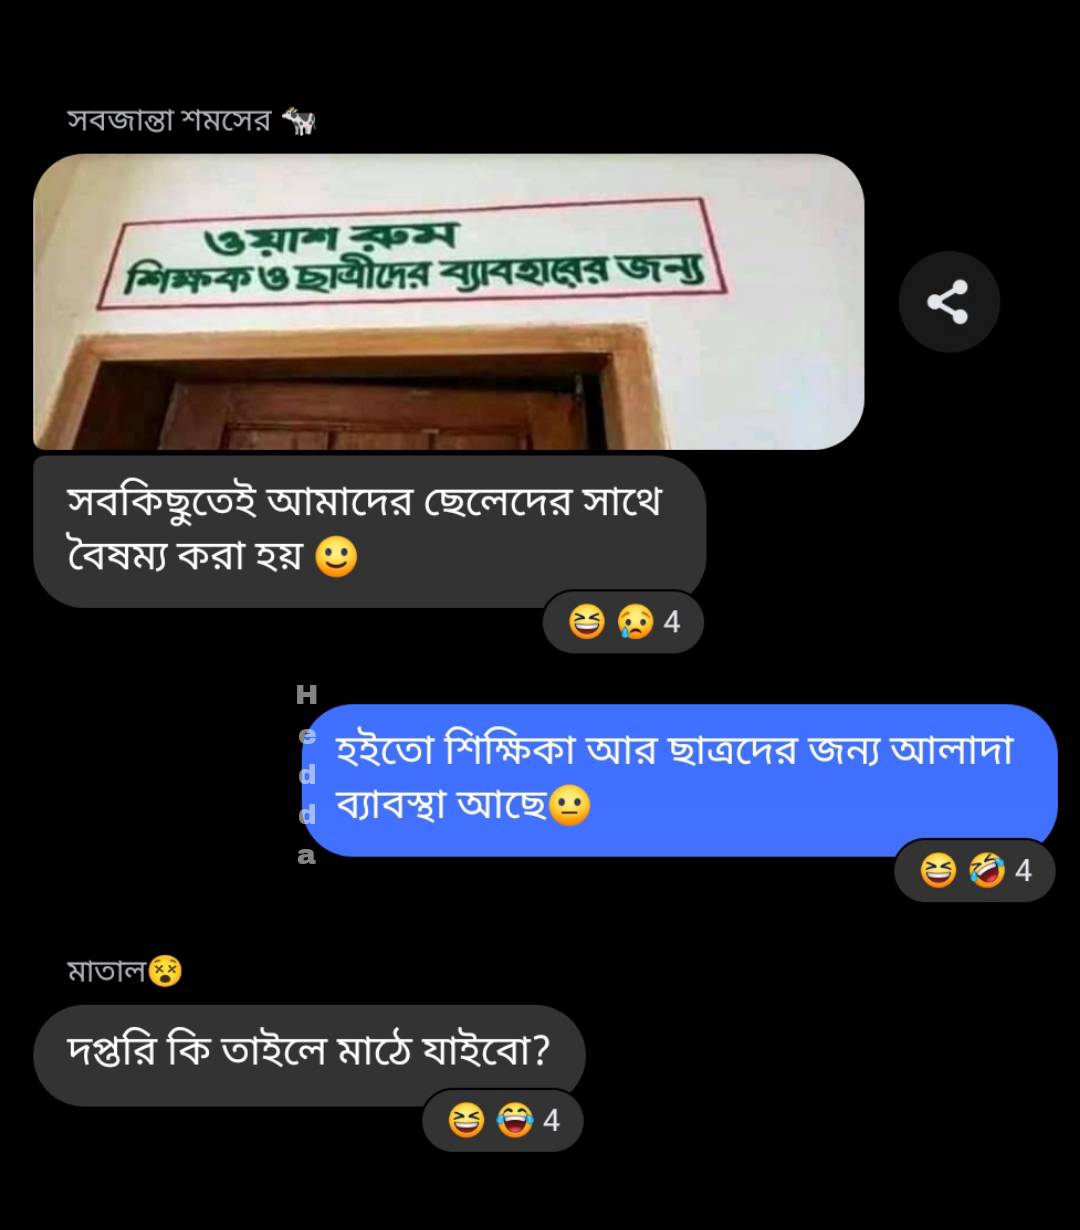 সবজান্তা শমসের 🐄
ওয়াশ রুম
শিক্ষক ও ছাত্রীদের ব্যাবহারের জন্য
সবকিছুতেই আমাদের ছেলেদের সাথে
বৈষম্য করা হয় 🙂
😆 😢 4
Hedda
হইতো শিক্ষিকা আর ছাত্রদের জন্য আলাদা
ব্যাবস্থা আছে😐
😆 🤣 4
মাতাল😵
দপ্তরি কি তাইলে মাঠে যাইবো?
😆 😂 4